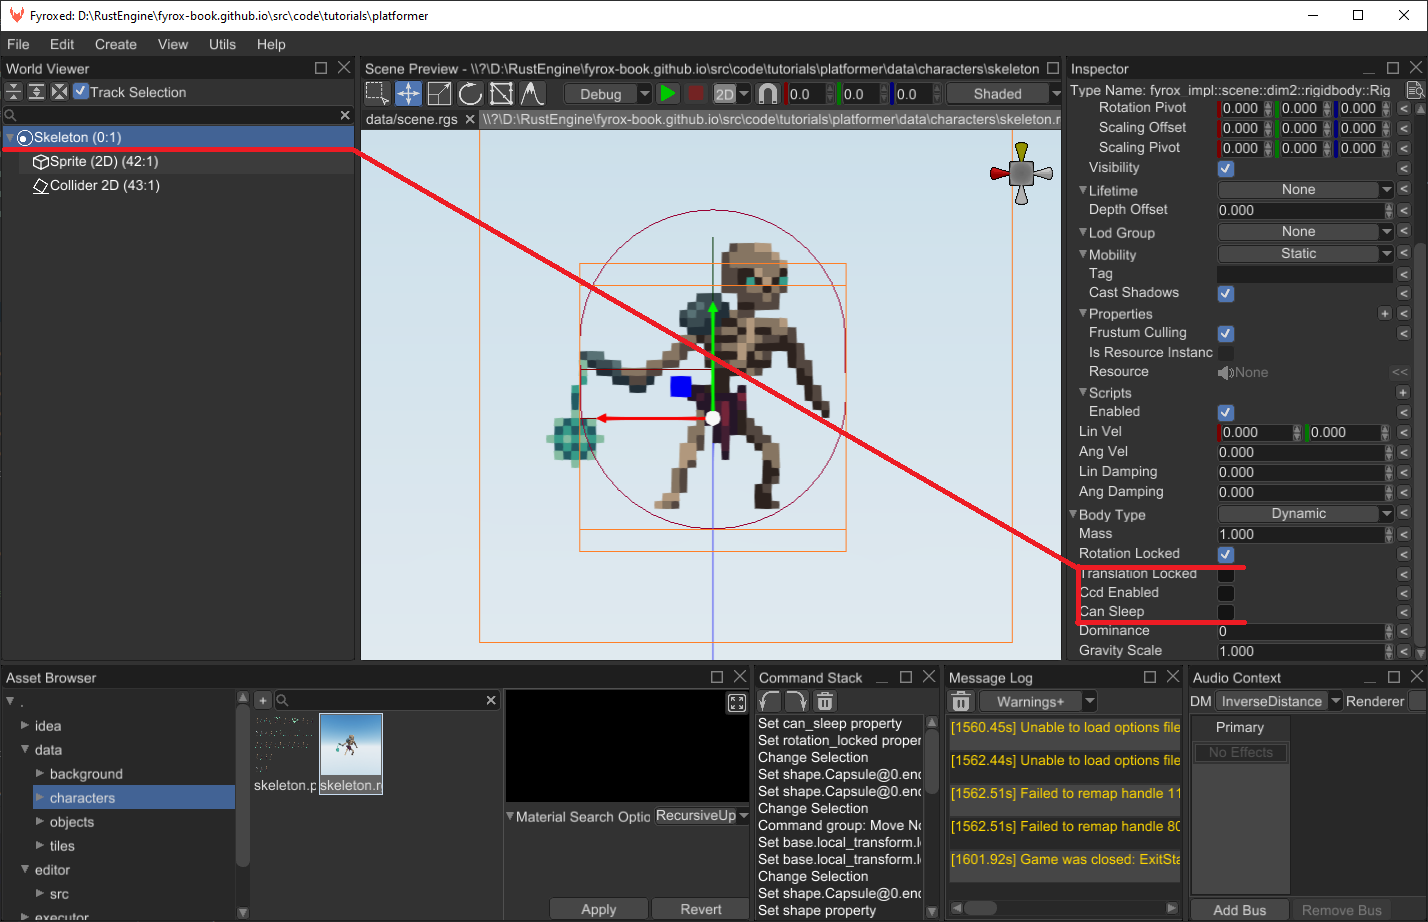 Fyroxed: D:\RustEngine\fyrox-book.github.io\src\code\tutorials\platformer
File Edit Create View Utils Help
World Viewer
Track Selection
Skeleton (0:1)
Sprite (2D) (42:1)
Collider 2D (43:1)
Scene Preview - \\?\D:\RustEngine\fyrox-book.github.io\src\code\tutorials\platformer\data\characters\skeleton
Debug 2D 0.0 0.0 0.0 Shaded
data/scene.rgs \\?\D:\RustEngine\fyrox-book.github.io\src\code\tutorials\platformer\data\characters\skeleton.r
Inspector
Type Name: fyrox_impl::scene::dim2::rigidbody::Rig
Rotation Pivot 0.000 0.000 0.000 <
Scaling Offset 0.000 0.000 0.000 <
Scaling Pivot 0.000 0.000 0.000 <
Visibility <
Lifetime None <
Depth Offset 0.000 <
Lod Group None <
Mobility Static <
Tag <
Cast Shadows <
Properties + <
Frustum Culling <
Is Resource Instanc
Resource None <<
Scripts +
Enabled <
Lin Vel 0.000 0.000 <
Ang Vel 0.000 <
Lin Damping 0.000 <
Ang Damping 0.000 <
Body Type Dynamic <
Mass 1.000 <
Rotation Locked <
Translation Locked <
Ccd Enabled <
Can Sleep <
Dominance 0 <
Gravity Scale 1.000 <
Asset Browser
.
idea
data
background
characters
objects
tiles
editor
src
executor
+
skeleton.p
skeleton.r
Material Search Optio RecursiveUp
Apply Revert
Command Stack
Set can_sleep property
Set rotation_locked proper
Change Selection
Set shape.Capsule@0.enc
Set shape.Capsule@0.enc
Change Selection
Command group: Move No
Set base.local_transform.l
Set base.local_transform.l
Change Selection
Set shape.Capsule@0.enc
Set shape property
Message Log
Warnings+
[1560.45s] Unable to load options file
[1562.44s] Unable to load options file
[1562.51s] Failed to remap handle 11
[1562.51s] Failed to remap handle 80
[1601.92s] Game was closed: ExitSta
Audio Context
DM InverseDistance Renderer
Primary
No Effects
Add Bus Remove Bus